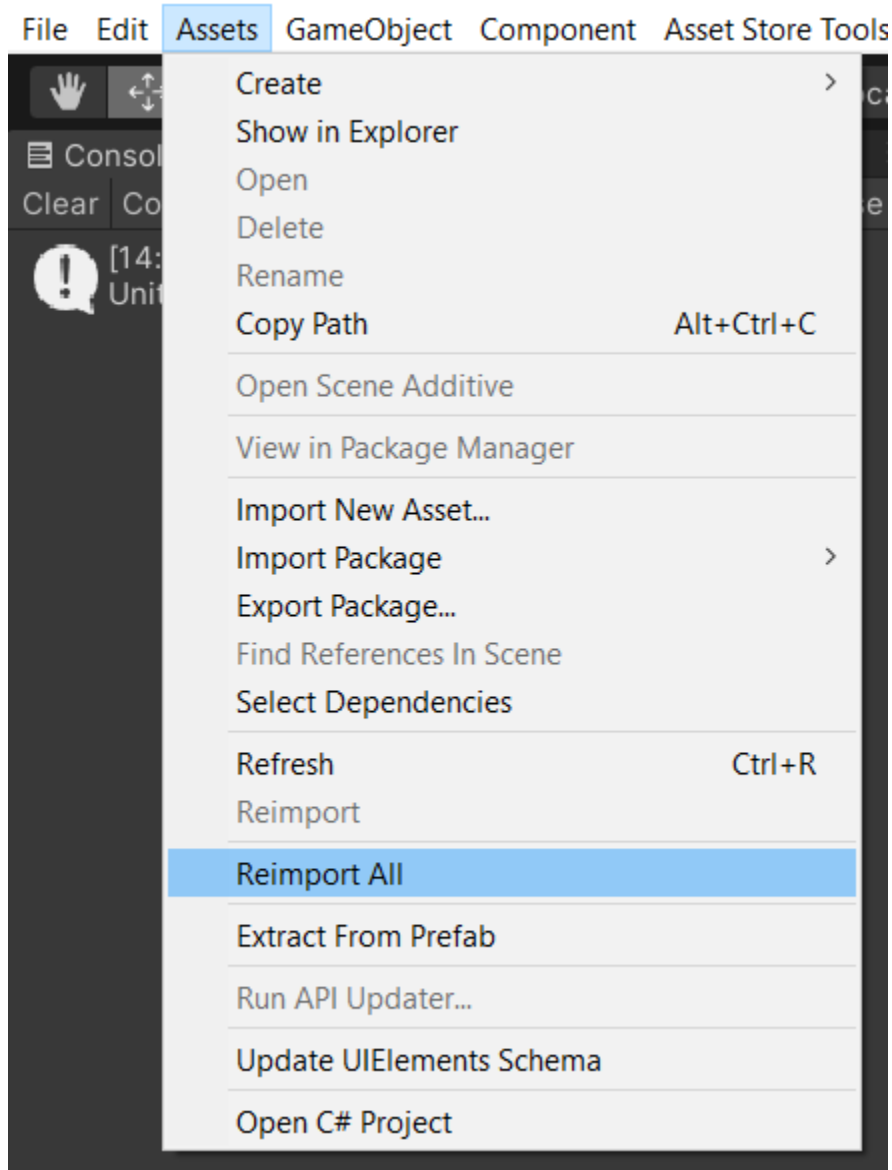 File Edit Assets GameObject Component Asset Store Tools
Create
Show in Explorer
Open
Delete
Rename
Copy Path Alt+Ctrl+C
Open Scene Additive
View in Package Manager
Import New Asset...
Import Package
Export Package...
Find References In Scene
Select Dependencies
Refresh Ctrl+R
Reimport
Reimport All
Extract From Prefab
Run API Updater...
Update UIElements Schema
Open C# Project
Consol
Clear Co
[14:
Unit